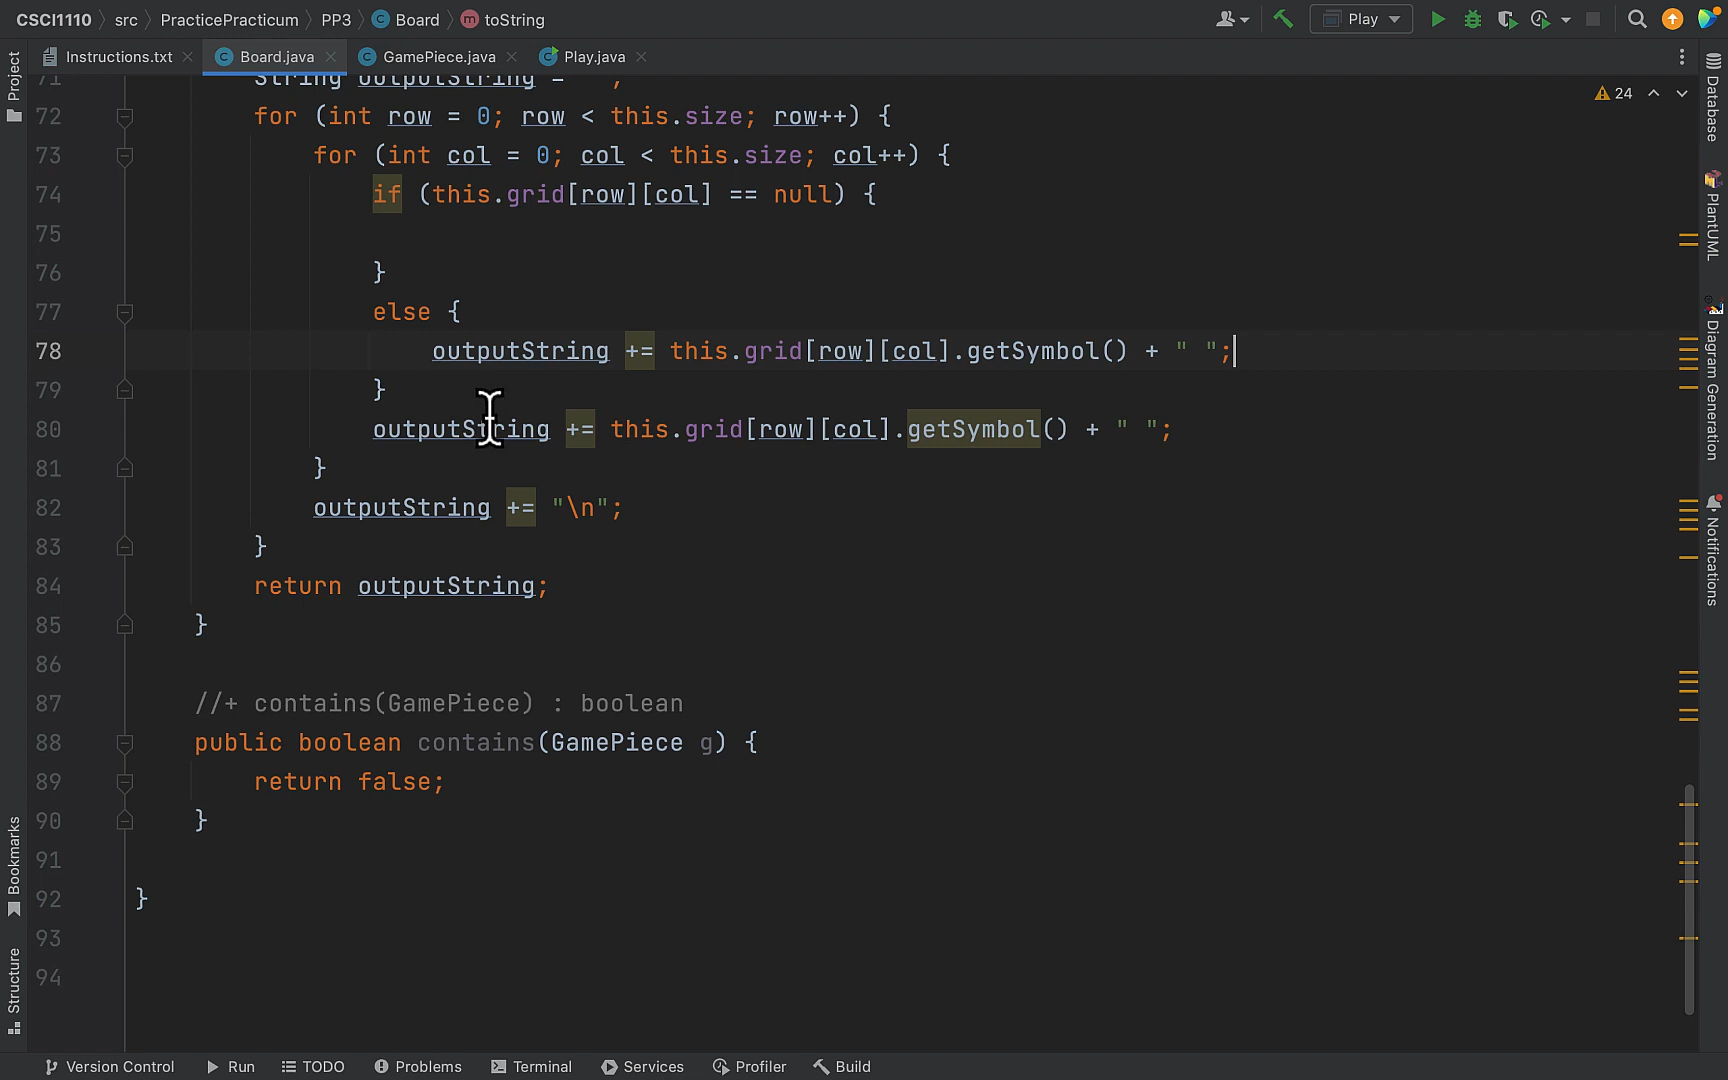 CSCI1110 src PracticePracticum PP3 Board toString Play
Project
Instructions.txt Board.java GamePiece.java Play.java
71 String outputString = "";
24
72 for (int row = 0; row < this.size; row++) {
73 for (int col = 0; col < this.size; col++) {
74 if (this.grid[row][col] == null) {
75
76 }
77 else {
78 outputString += this.grid[row][col].getSymbol() + " ";
79 }
80 outputString += this.grid[row][col].getSymbol() + " ";
81 }
82 outputString += "\n";
83 }
84 return outputString;
85 }
86
87 //+ contains(GamePiece) : boolean
88 public boolean contains(GamePiece g) {
89 return false;
90 }
91
92 }
93
94
Database
PlantUML
Diagram Generation
Notifications
Bookmarks
Structure
Version Control Run TODO Problems Terminal Services Profiler Build